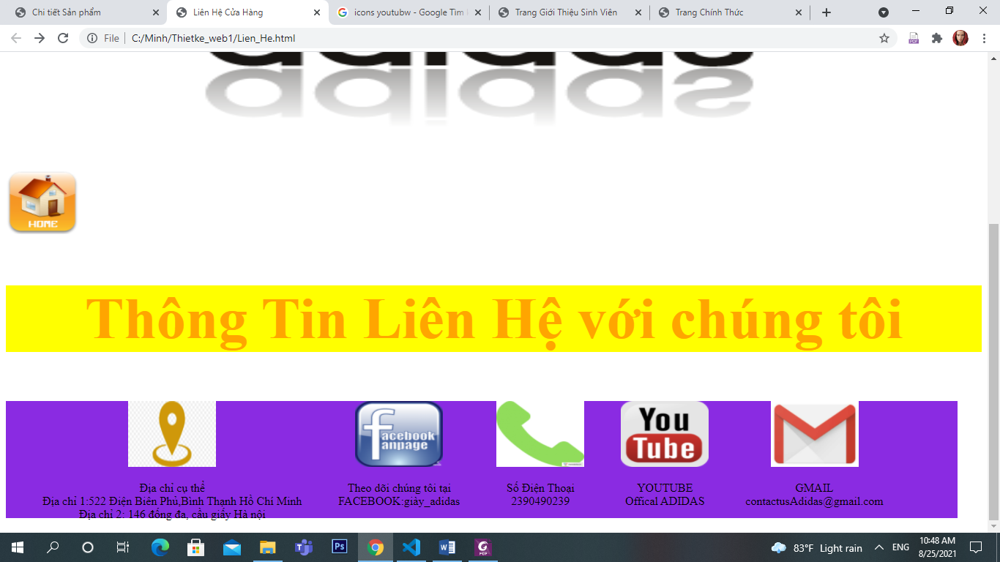 Chi tiết Sản phẩm
Liên Hệ Cửa Hàng
icons youtubw - Google Tìm
Trang Giới Thiệu Sinh Viên
Trang Chính Thức
File
C:/Minh/Thietke_web1/Lien_He.html
PDF
adidas
HOME
Thông Tin Liên Hệ với chúng tôi
facebook
fanpage
You
Tube
Địa chỉ cụ thể
Địa chỉ 1:522 Điện Biên Phủ,Bình Thạnh Hồ Chí Minh
Địa chỉ 2: 146 đống đa, cầu giấy Hà nội
Theo dõi chúng tôi tại
FACEBOOK:giày_adidas
Số Điện Thoại
2390490239
YOUTUBE
Offical ADIDAS
GMAIL
contactusAdidas@gmail.com
Ps
PDF
83°F Light rain
ENG
10:48 AM
8/25/2021